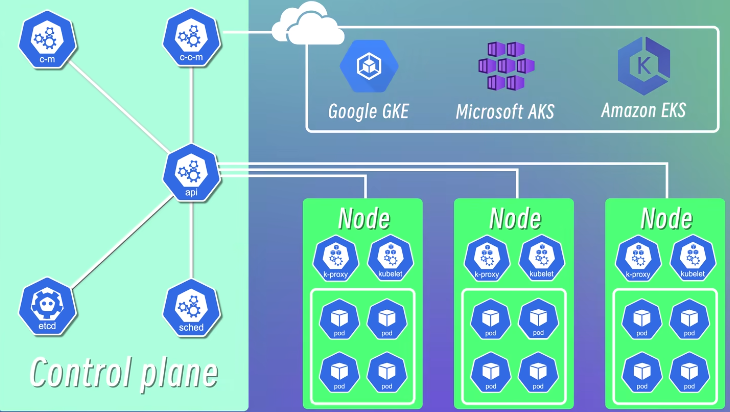 c-m
c-c-m
Google GKE
Microsoft AKS
K
Amazon EKS
api
Node
Node
Node
k-proxy
kubelet
k-proxy
kubelet
k-proxy
kubelet
etcd
sched
pod
pod
pod
pod
pod
pod
pod
pod
pod
pod
pod
pod
Control plane